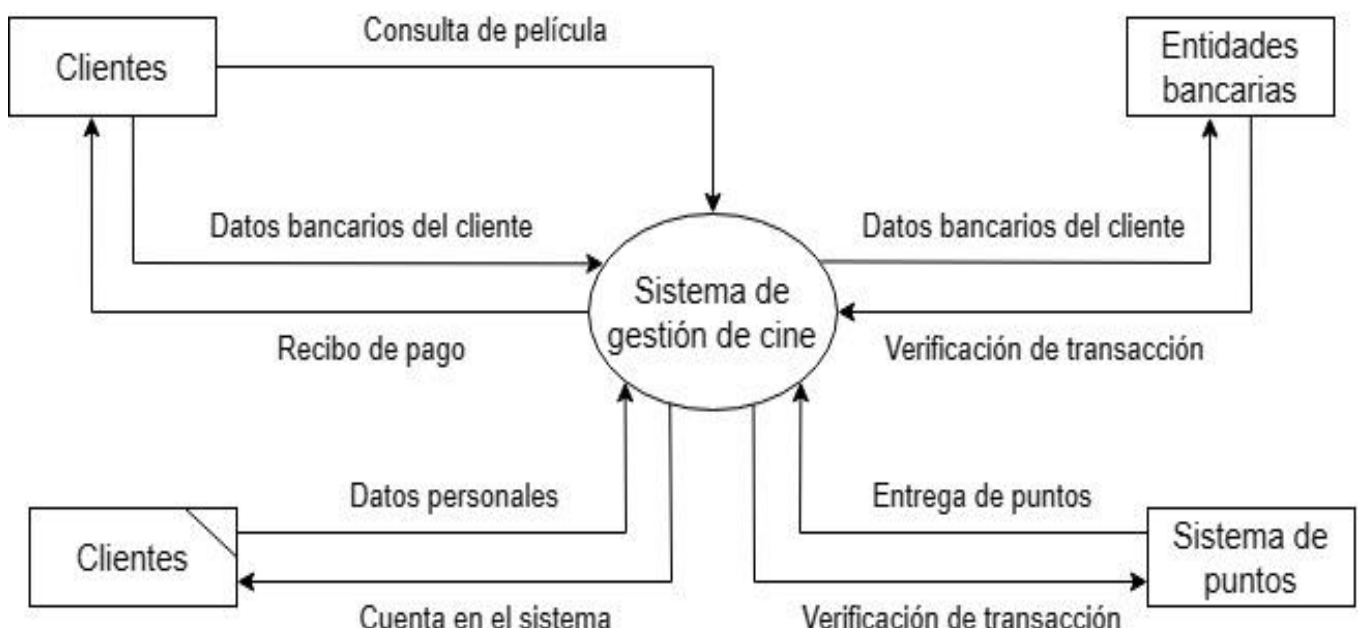 Consulta de película
Clientes
Entidades
bancarias
Datos bancarios del cliente
Datos bancarios del cliente
Sistema de
gestión de cine
Recibo de pago
Verificación de transacción
Datos personales
Entrega de puntos
Clientes
Sistema de
puntos
Cuenta en el sistema
Verificación de transacción